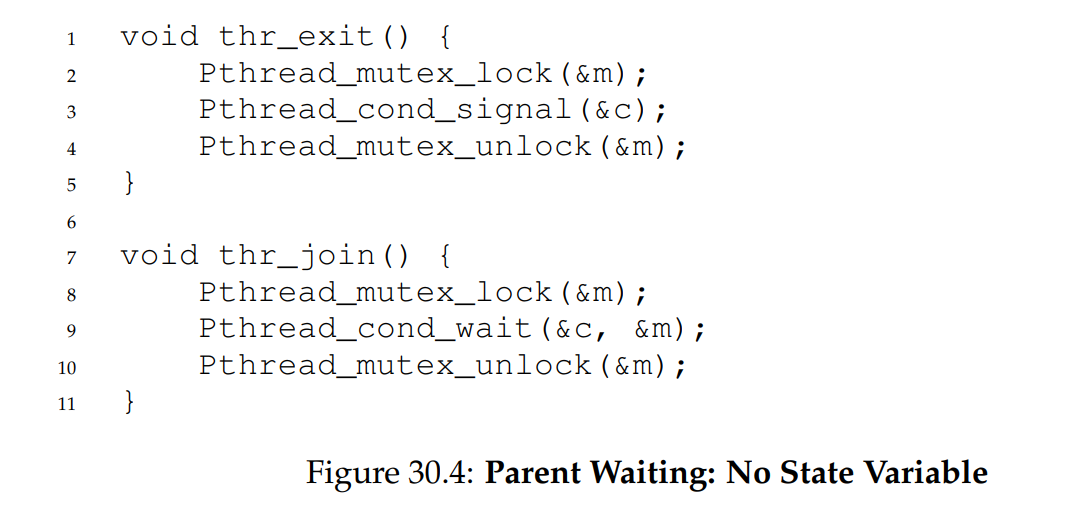 1 void thr_exit() {
2 Pthread_mutex_lock(&m);
3 Pthread_cond_signal(&c);
4 Pthread_mutex_unlock(&m);
5 }
6
7 void thr_join() {
8 Pthread_mutex_lock(&m);
9 Pthread_cond_wait(&c, &m);
10 Pthread_mutex_unlock(&m);
11 }
Figure 30.4: Parent Waiting: No State Variable